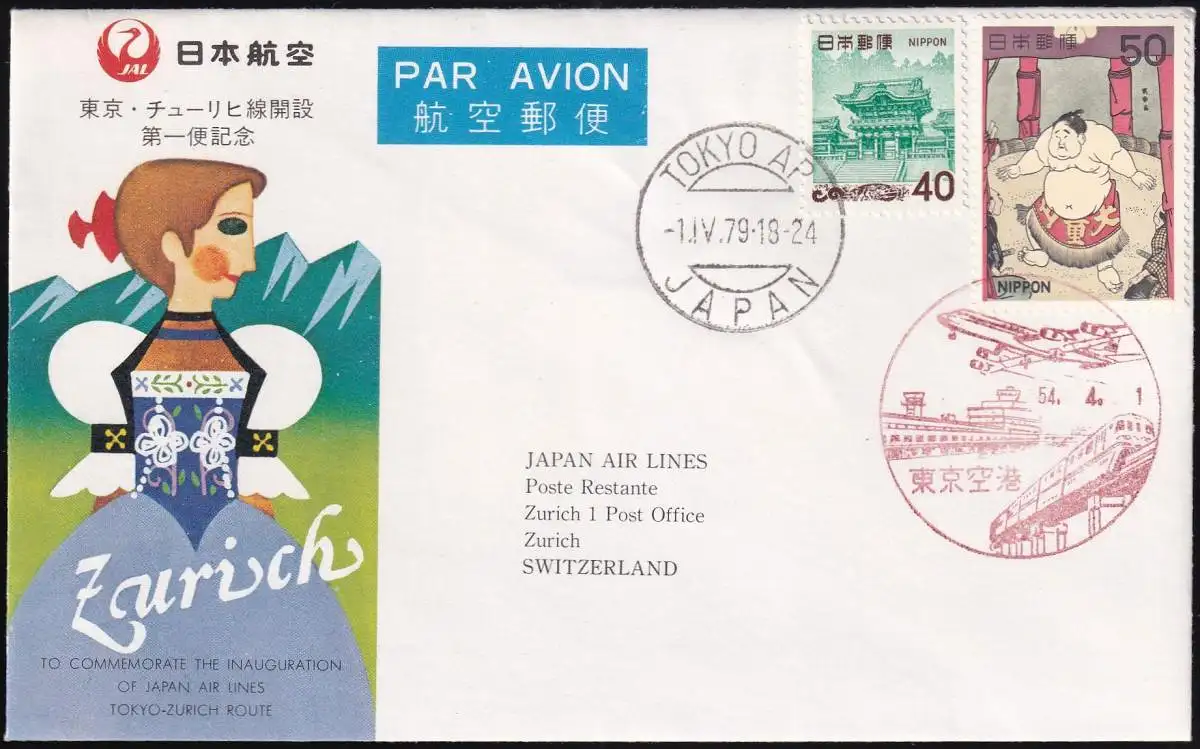 JAL
日本航空
東京・チューリヒ線開設
第一便記念
PAR AVION
航空郵便
日本郵便 NIPPON
40
日本郵便 50
NIPPON
TOKYO AP
-1.IV.79·18-24
JAPAN
54. 4. 1
東京空港
JAPAN AIR LINES
Poste Restante
Zurich 1 Post Office
Zurich
SWITZERLAND
Zurich
TO COMMEMORATE THE INAUGURATION
OF JAPAN AIR LINES
TOKYO-ZURICH ROUTE